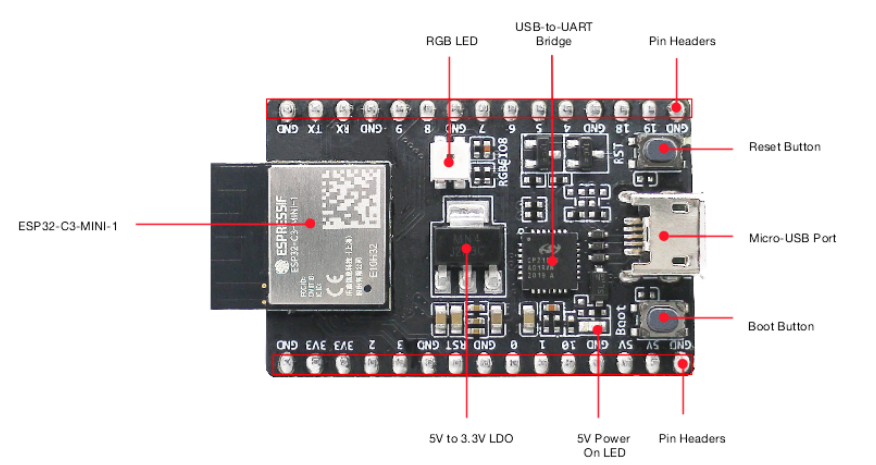 USB-to-UART
Bridge
RGB LED
Pin Headers
GND TX RX GND 9 8 GND 7 6 5 4 GND 18 19 GND
RGB
IO8
RST
Reset Button
ESP32-C3-MINI-1
ESPRESSIF
ESP32-C3-MINI-1
CE
E10H32
Micro-USB Port
Boot
Boot Button
GND 3V3 3V3 2 3 GND RST GND 0 1 10 GND 5V 5V GND
5V to 3.3V LDO
5V Power
On LED
Pin Headers